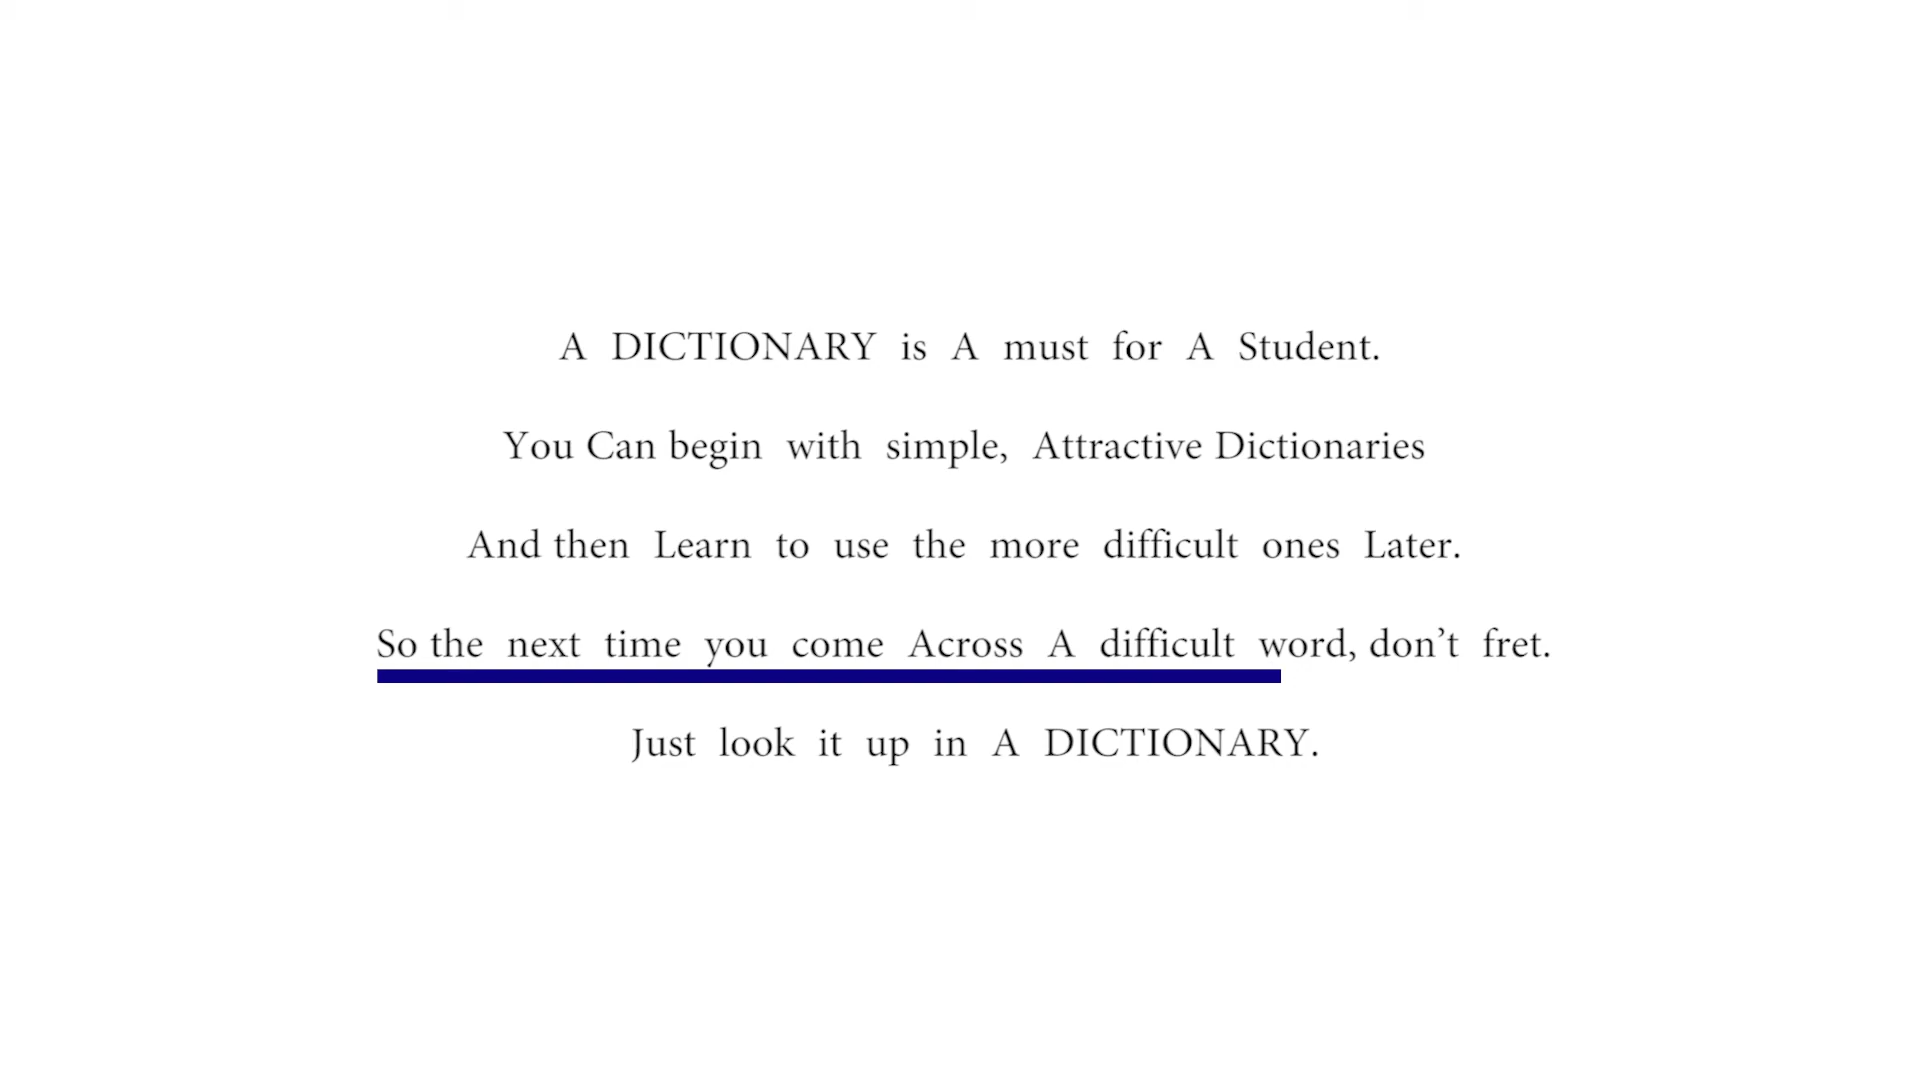 A DICTIONARY is A must for A Student.
You Can begin with simple, Attractive Dictionaries
And then Learn to use the more difficult ones Later.
So the next time you come Across A difficult word, don’t fret.
Just look it up in A DICTIONARY.